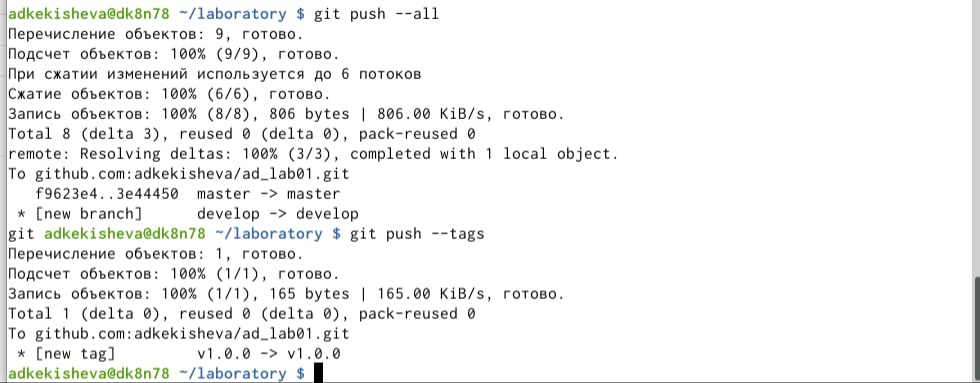 adkekisheva@dk8n78 ~/laboratory $ git push --all
Перечисление объектов: 9, готово.
Подсчет объектов: 100% (9/9), готово.
При сжатии изменений используется до 6 потоков
Сжатие объектов: 100% (6/6), готово.
Запись объектов: 100% (8/8), 806 bytes | 806.00 KiB/s, готово.
Total 8 (delta 3), reused 0 (delta 0), pack-reused 0
remote: Resolving deltas: 100% (3/3), completed with 1 local object.
To github.com:adkekisheva/ad_lab01.git
   f9623e4..3e44450  master -> master
 * [new branch]      develop -> develop
git adkekisheva@dk8n78 ~/laboratory $ git push --tags
Перечисление объектов: 1, готово.
Подсчет объектов: 100% (1/1), готово.
Запись объектов: 100% (1/1), 165 bytes | 165.00 KiB/s, готово.
Total 1 (delta 0), reused 0 (delta 0), pack-reused 0
To github.com:adkekisheva/ad_lab01.git
 * [new tag]         v1.0.0 -> v1.0.0
adkekisheva@dk8n78 ~/laboratory $